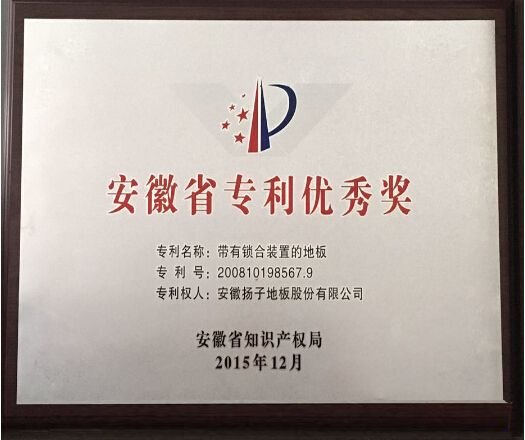 安徽省专利优秀奖
专利名称：带有锁合装置的地板
专 利 号：200810198567.9
专利权人：安徽扬子地板股份有限公司
安徽省知识产权局
2015年12月